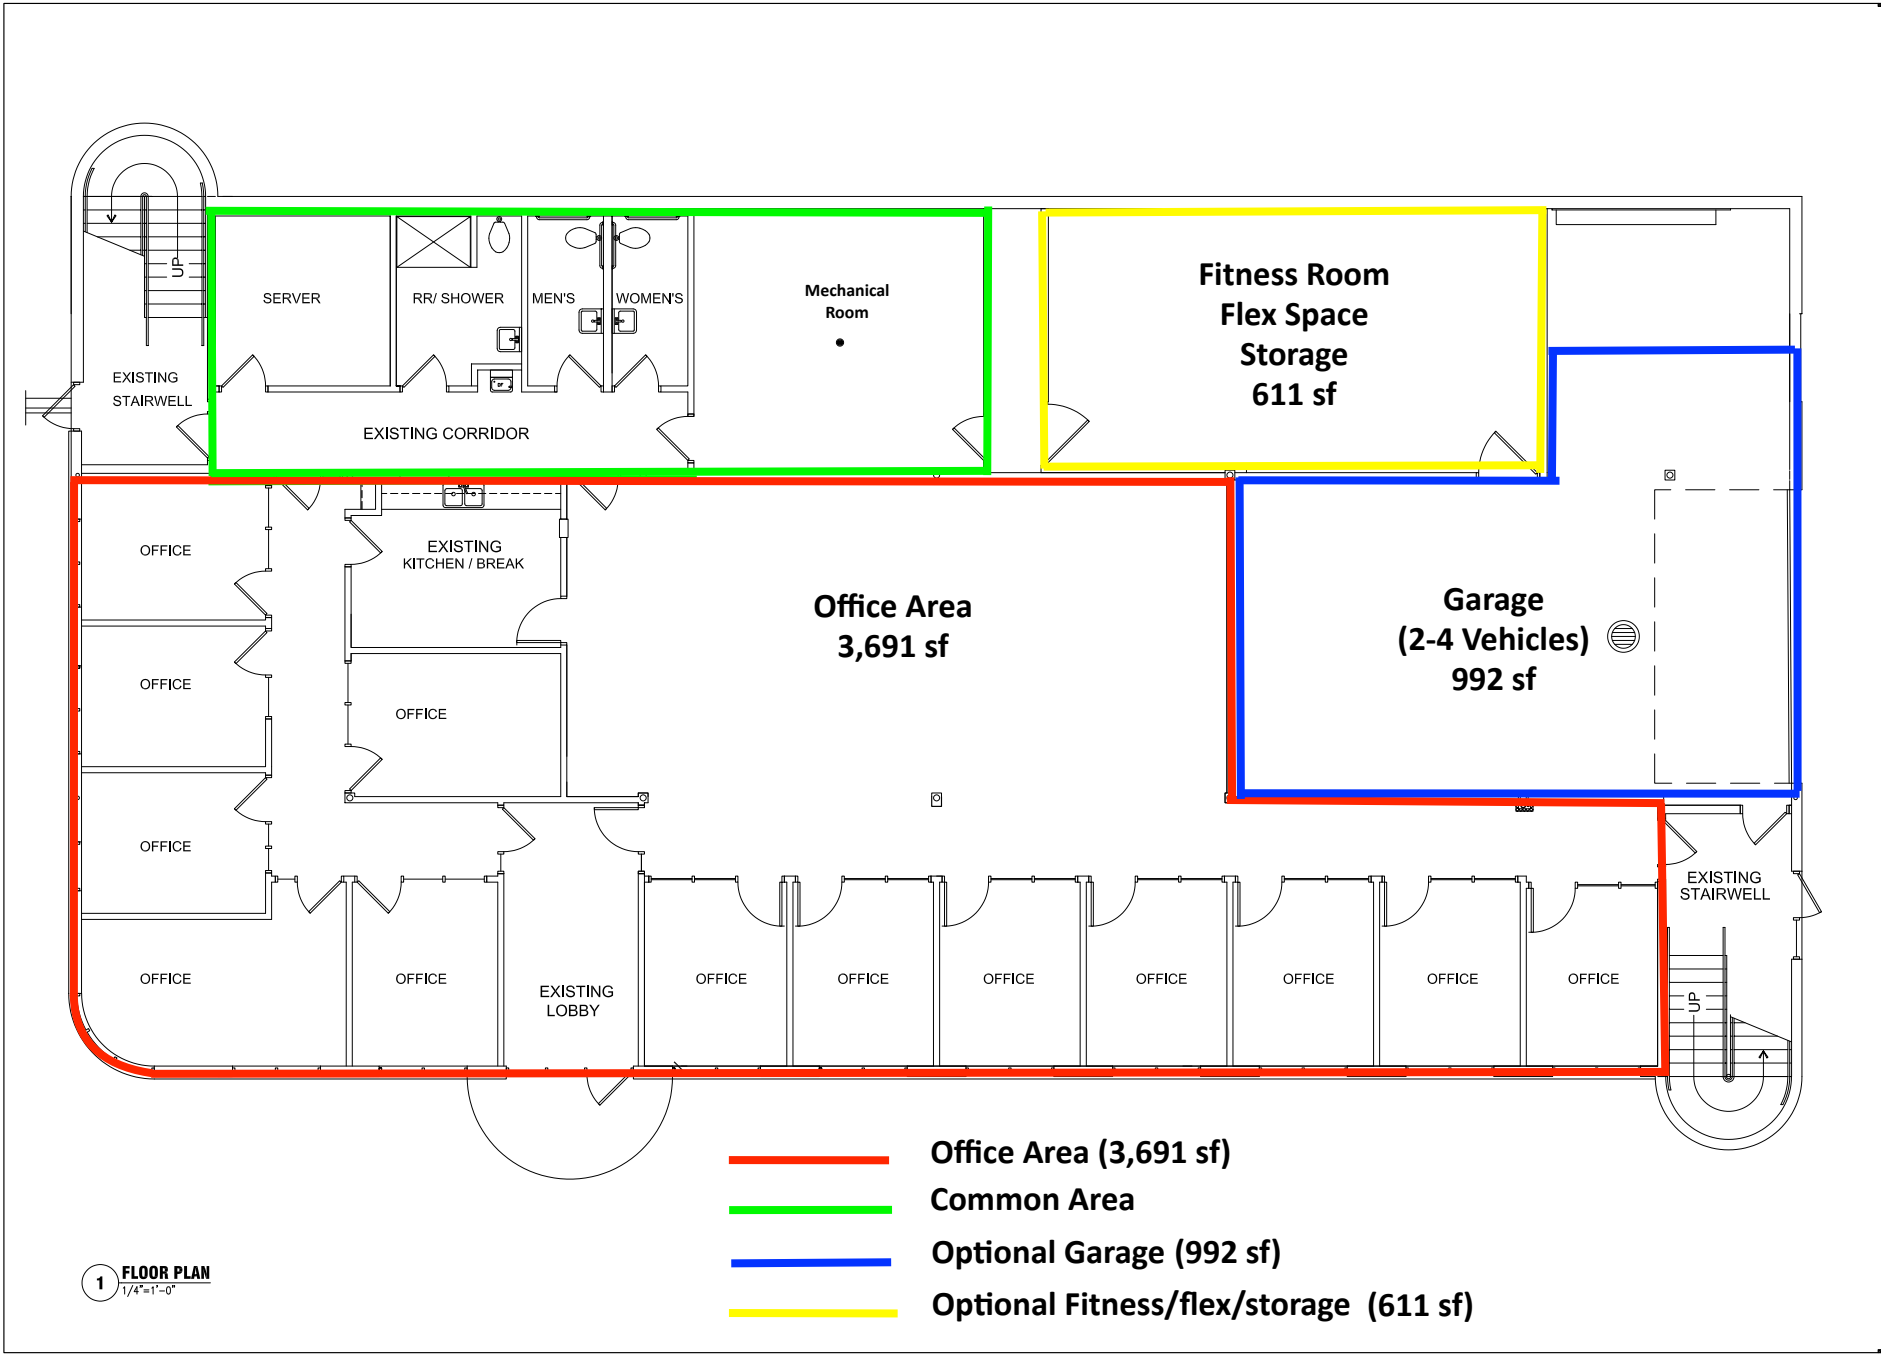 UP
SERVER
RR/ SHOWER
MEN'S
WOMEN'S
Mechanical
Room
Fitness Room
Flex Space
Storage
611 sf
EXISTING
STAIRWELL
DF
EXISTING CORRIDOR
OFFICE
EXISTING
KITCHEN / BREAK
Office Area
3,691 sf
Garage
(2-4 Vehicles)
992 sf
OFFICE
OFFICE
OFFICE
EXISTING
STAIRWELL
OFFICE
OFFICE
EXISTING
LOBBY
OFFICE
OFFICE
OFFICE
OFFICE
OFFICE
OFFICE
OFFICE
UP
Office Area (3,691 sf)
Common Area
Optional Garage (992 sf)
Optional Fitness/flex/storage (611 sf)
1 FLOOR PLAN
1/4"=1'-0"